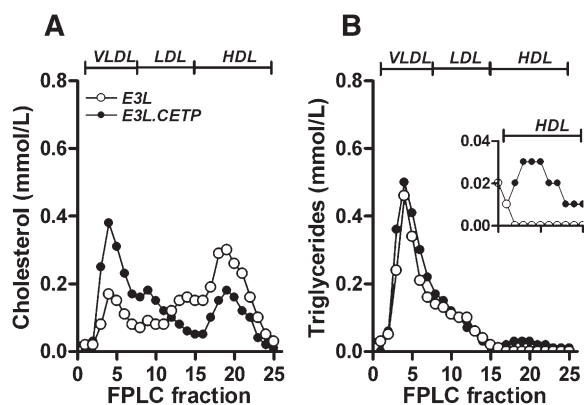 A
VLDL LDL HDL
0.8
0.6
0.4
0.2
0.0
Cholesterol (mmol/L)
E3L
E3L.CETP
0 5 10 15 20 25
FPLC fraction
B
VLDL LDL HDL
0.8
0.6
0.4
0.2
0.0
Triglycerides (mmol/L)
HDL
0.04
0.02
0.00
0 5 10 15 20 25
FPLC fraction